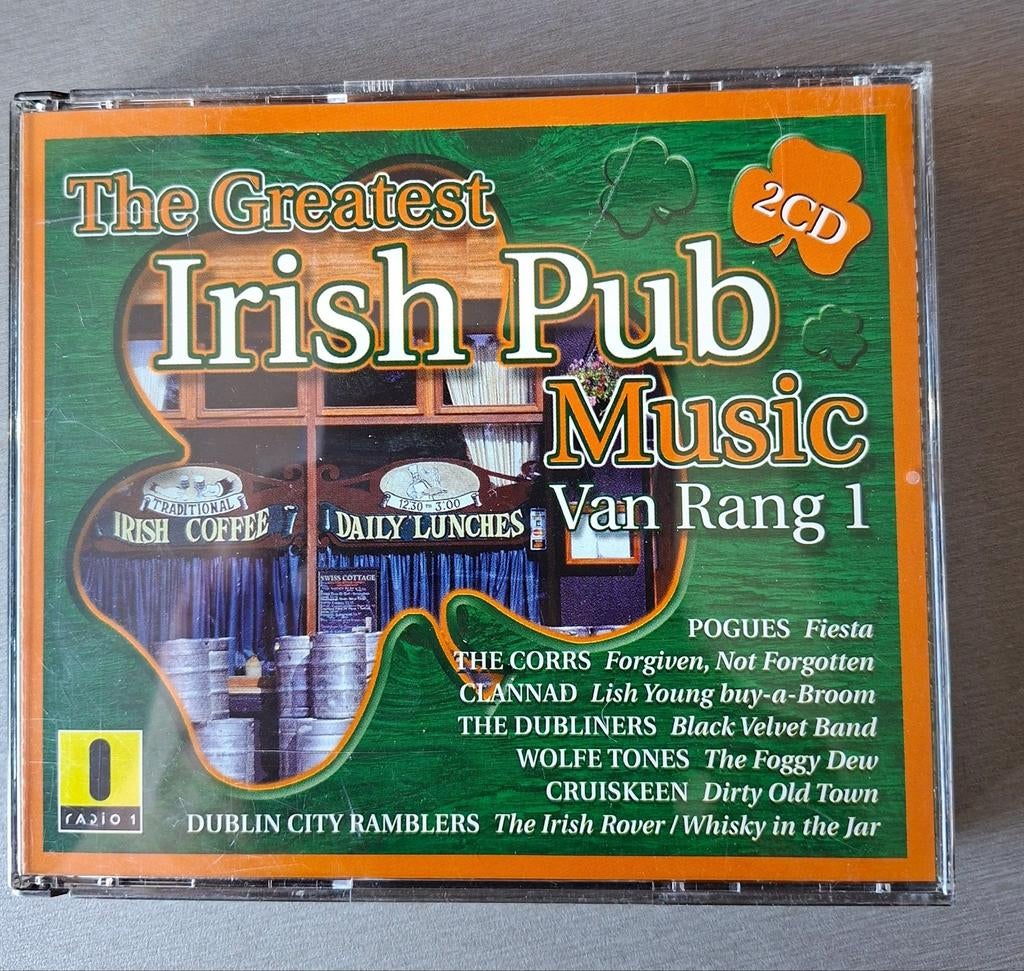 The Greatest
2CD
Irish Pub
Music
Van Rang 1
TRADITIONAL
IRISH COFFEE
12.30 TO 3.00
DAILY LUNCHES
SWISS COTTAGE
POGUES Fiesta
THE CORRS Forgiven, Not Forgotten
CLANNAD Lish Young buy-a-Broom
THE DUBLINERS Black Velvet Band
WOLFE TONES The Foggy Dew
CRUISKEEN Dirty Old Town
DUBLIN CITY RAMBLERS The Irish Rover / Whisky in the Jar
RADIO 1